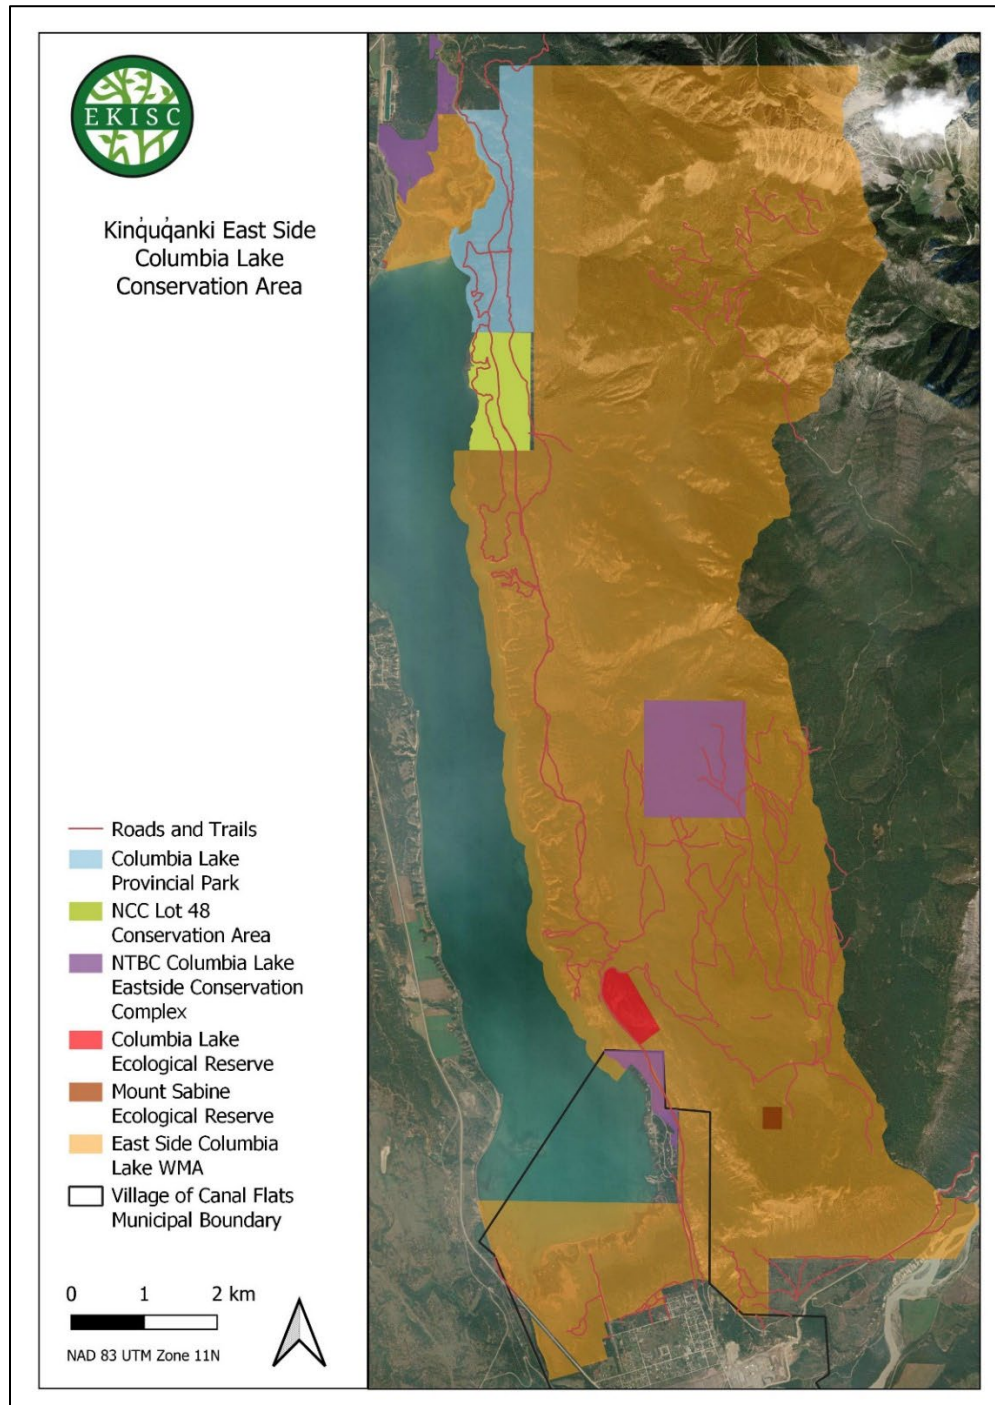 EKISC
Kinq̓uq̓anki East Side
Columbia Lake
Conservation Area
Roads and Trails
Columbia Lake
Provincial Park
NCC Lot 48
Conservation Area
NTBC Columbia Lake
Eastside Conservation
Complex
Columbia Lake
Ecological Reserve
Mount Sabine
Ecological Reserve
East Side Columbia
Lake WMA
Village of Canal Flats
Municipal Boundary
0 1 2 km
NAD 83 UTM Zone 11N